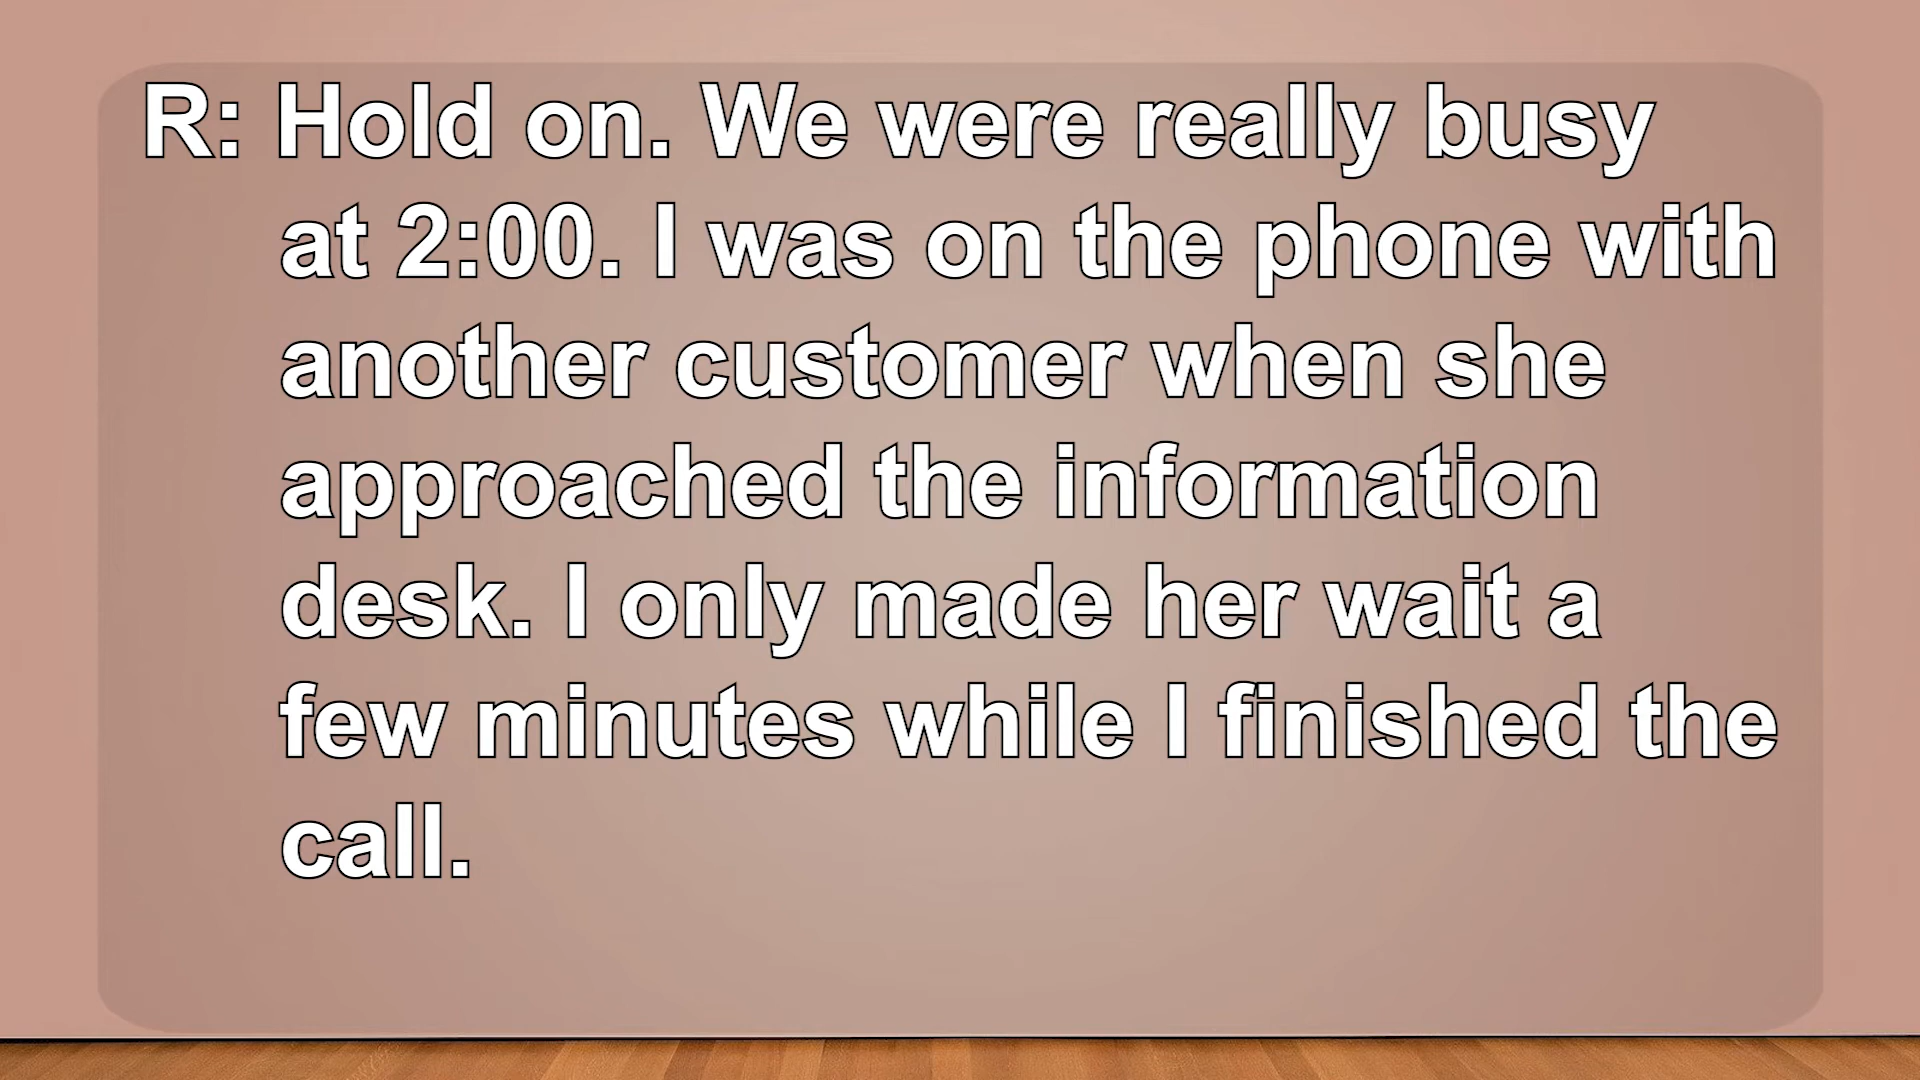 R: Hold on. We were really busy
at 2:00. I was on the phone with
another customer when she
approached the information
desk. I only made her wait a
few minutes while I finished the
call.